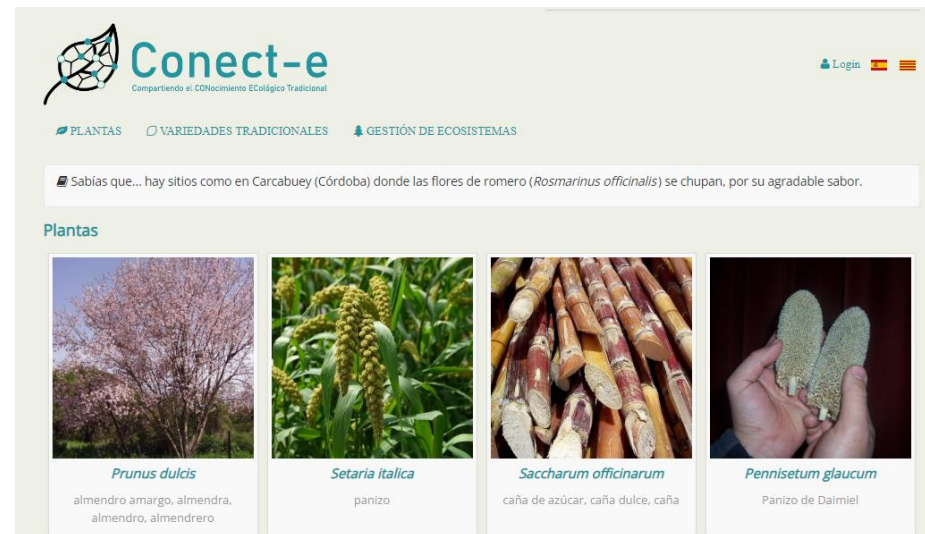 Conect-e
Compartiendo el CONocimiento ECológico Tradicional
Login
PLANTAS
VARIEDADES TRADICIONALES
GESTIÓN DE ECOSISTEMAS
Sabías que... hay sitios como en Carcabuey (Córdoba) donde las flores de romero (Rosmarinus officinalis) se chupan, por su agradable sabor.
Plantas
Prunus dulcis
almendro amargo, almendra,
almendro, almendrero
Setaria italica
panizo
Saccharum officinarum
caña de azúcar, caña dulce, caña
Pennisetum glaucum
Panizo de Daimiel